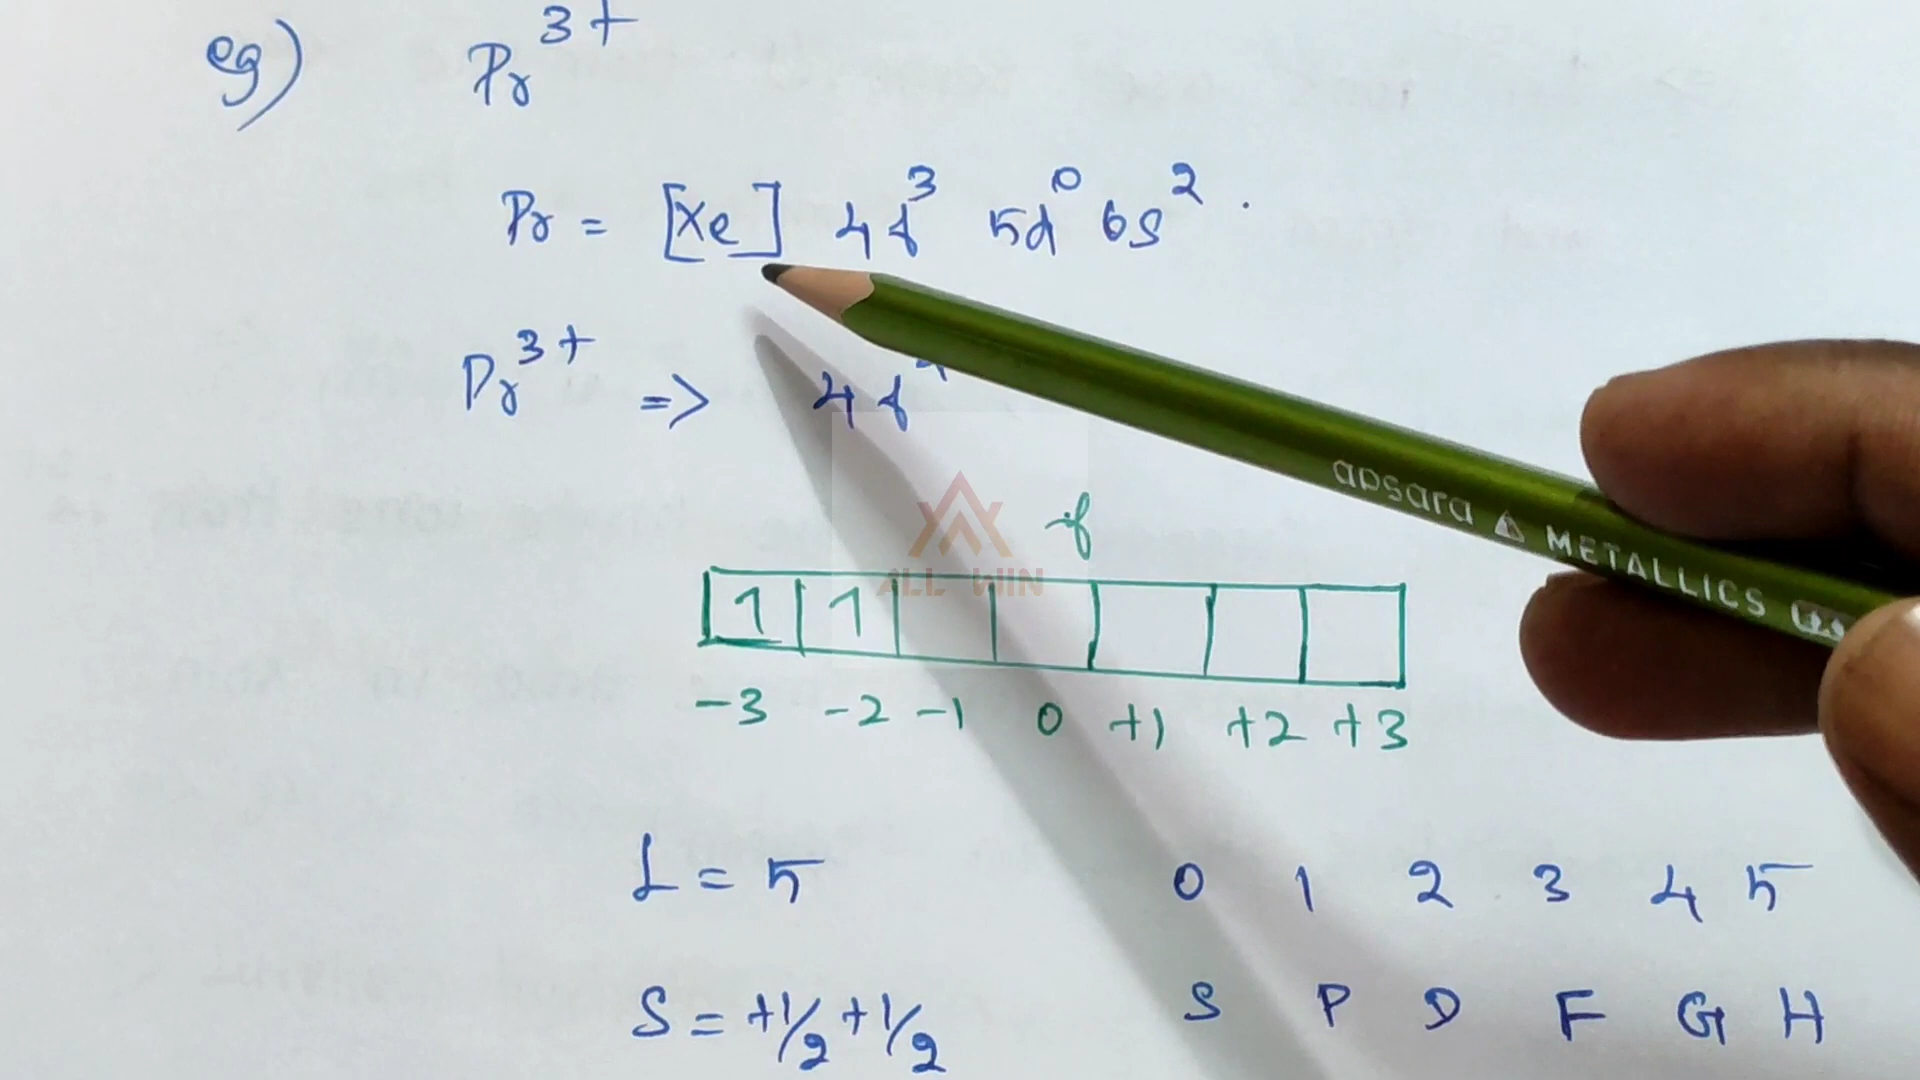 eg) Pr³⁺
Pr = [Xe] 4f³ 5d⁰ 6s² .
Pr³⁺ => 4f
f
1 1
-3 -2 -1 0 +1 +2 +3
L = 5
0 1 2 3 4 5
S = +1/2 +1/2
S P D F G H
ALL WIN
apsara METALLICS